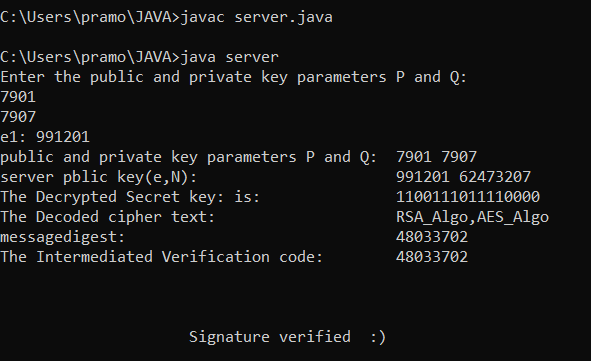 C:\Users\pramo\JAVA>javac server.java
C:\Users\pramo\JAVA>java server
Enter the public and private key parameters P and Q:
7901
7907
e1: 991201
public and private key parameters P and Q:  7901 7907
server pblic key(e,N):                      991201 62473207
The Decrypted Secret key: is:               1100111011110000
The Decoded cipher text:                    RSA_Algo,AES_Algo
messagedigest:                              48033702
The Intermediated Verification code:        48033702
Signature verified  :)